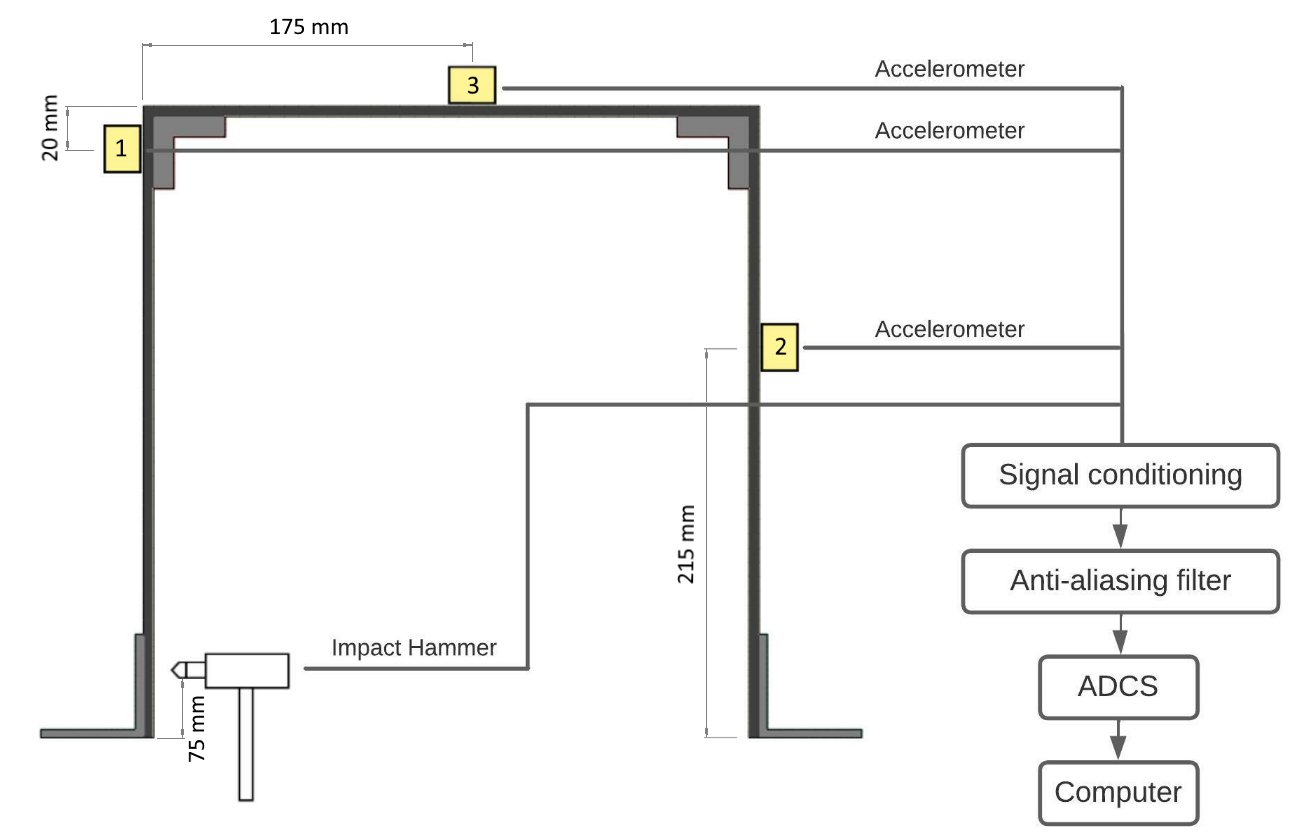 175 mm
3
Accelerometer
20 mm
1
Accelerometer
2
Accelerometer
Signal conditioning
215 mm
Anti-aliasing filter
Impact Hammer
75 mm
ADCS
Computer